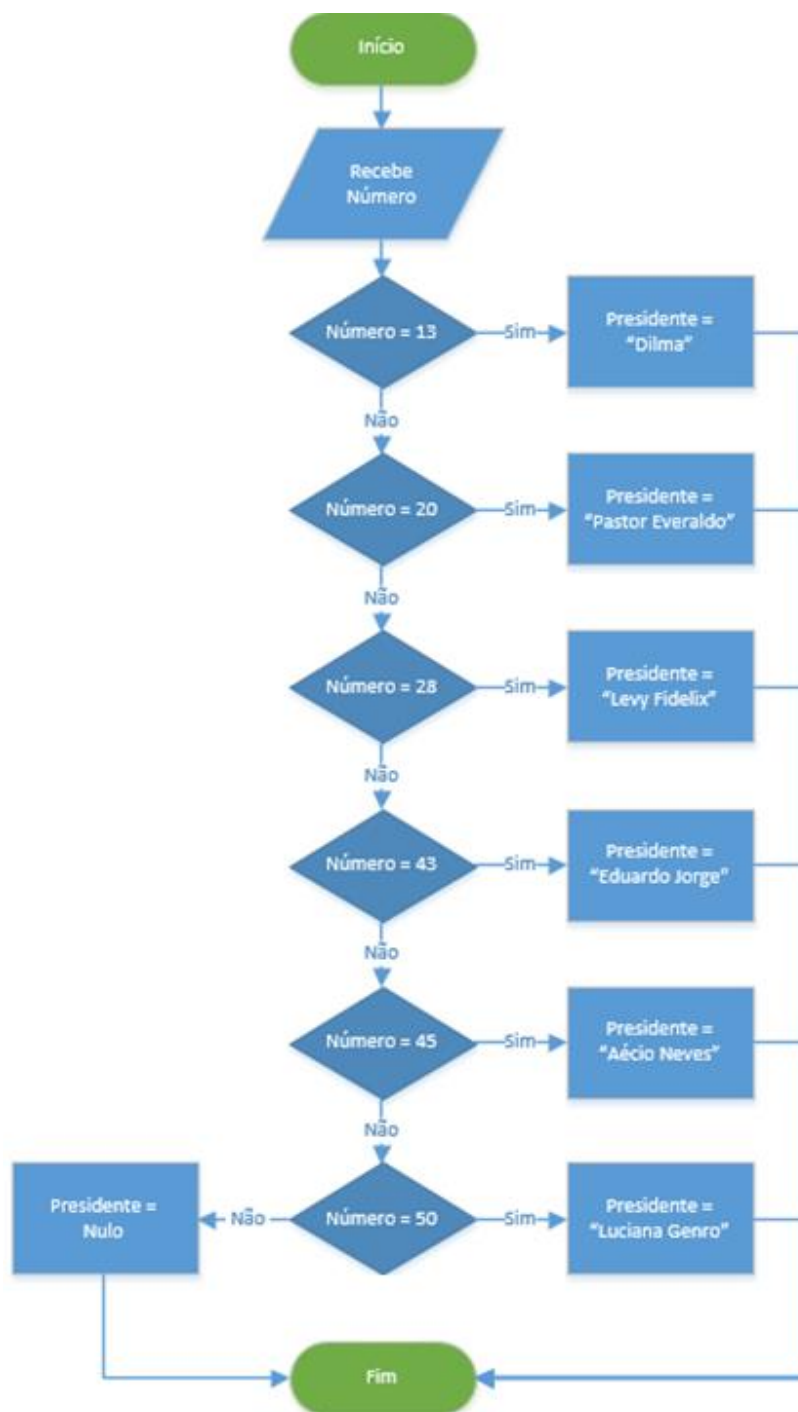 Início
Recebe
Número
Número = 13
Sim
Presidente =
“Dilma”
Não
Número = 20
Sim
Presidente =
“Pastor Everaldo”
Não
Número = 28
Sim
Presidente =
“Levy Fidelix”
Não
Número = 43
Sim
Presidente =
“Eduardo Jorge”
Não
Número = 45
Sim
Presidente =
“Aécio Neves”
Não
Presidente =
Nulo
Não
Número = 50
Sim
Presidente =
“Luciana Genro”
Fim